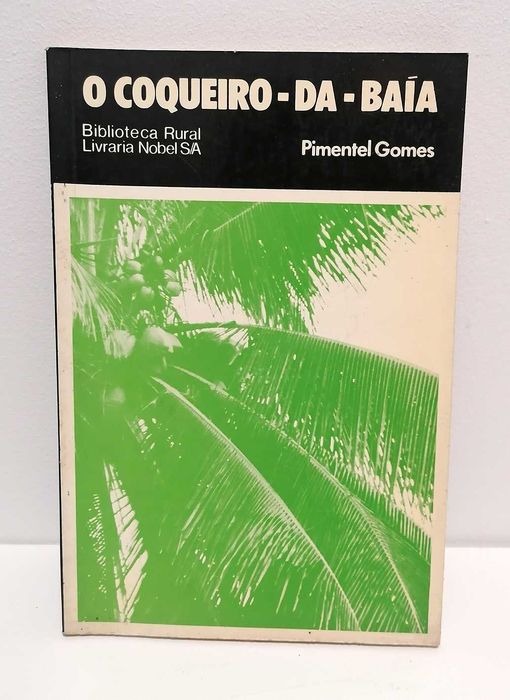 O COQUEIRO-DA-BAÍA
Biblioteca Rural
Livraria Nobel S/A
Pimentel Gomes